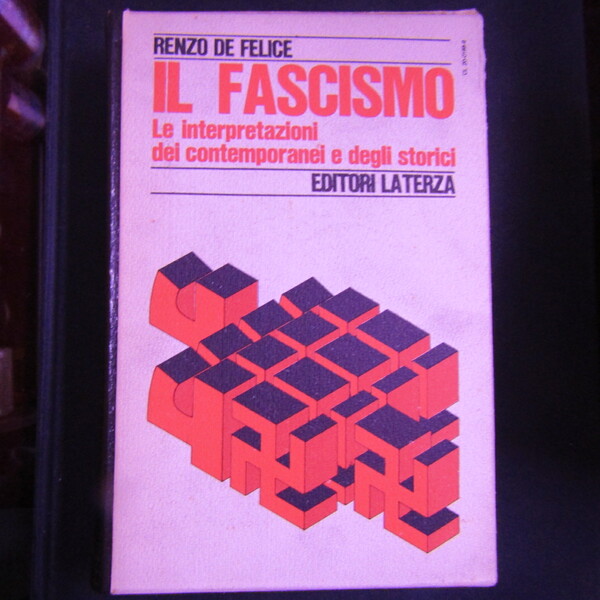 RENZO DE FELICE
IL FASCISMO
Le interpretazioni
dei contemporanei e degli storici
EDITORI LATERZA